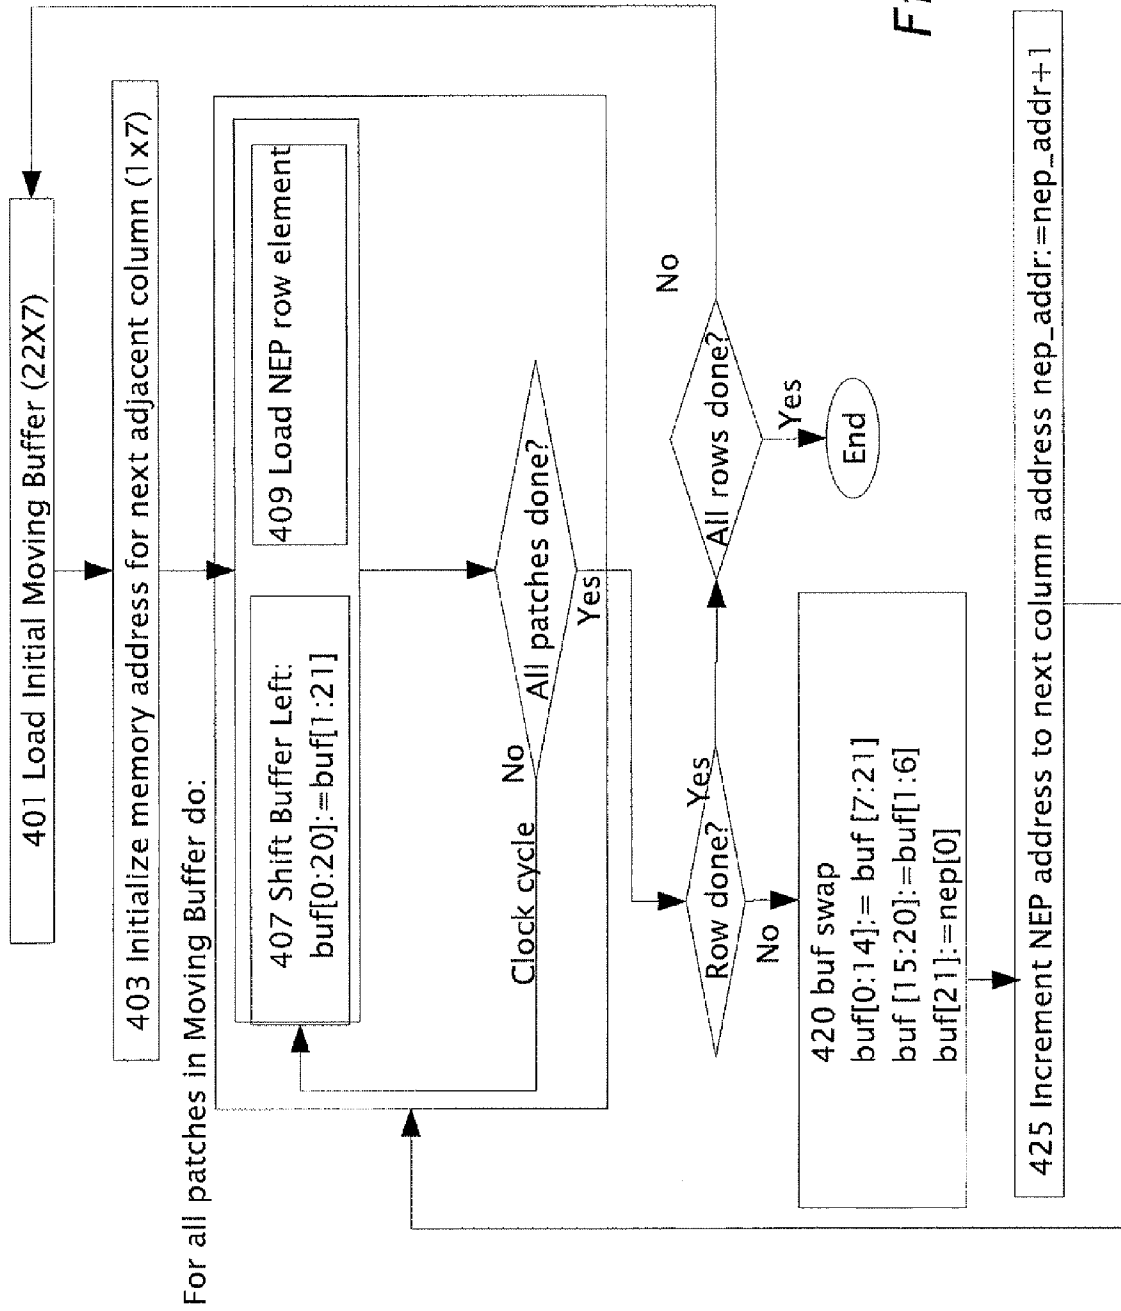 401 Load Initial Moving Buffer (22X7)
403 Initialize memory address for next adjacent column (1x7)
For all patches in Moving Buffer do:
407 Shift Buffer Left:
buf[0:20]:=buf[1:21]
409 Load NEP row element
Clock cycle
No
All patches done?
Yes
Row done?
Yes
No
All rows done?
No
Yes
End
420 buf swap
buf[0:14]:= buf [7:21]
buf [15:20]:=buf[1:6]
buf[21]:=nep[0]
425 Increment NEP address to next column address nep_addr:=nep_addr+1